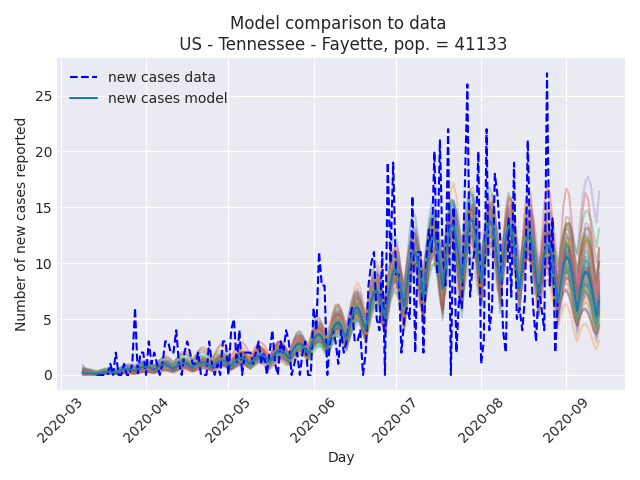 Model comparison to data
US - Tennessee - Fayette, pop. = 41133
new cases data
new cases model
Number of new cases reported
25
20
15
10
5
0
2020-03
2020-04
2020-05
2020-06
2020-07
2020-08
2020-09
Day